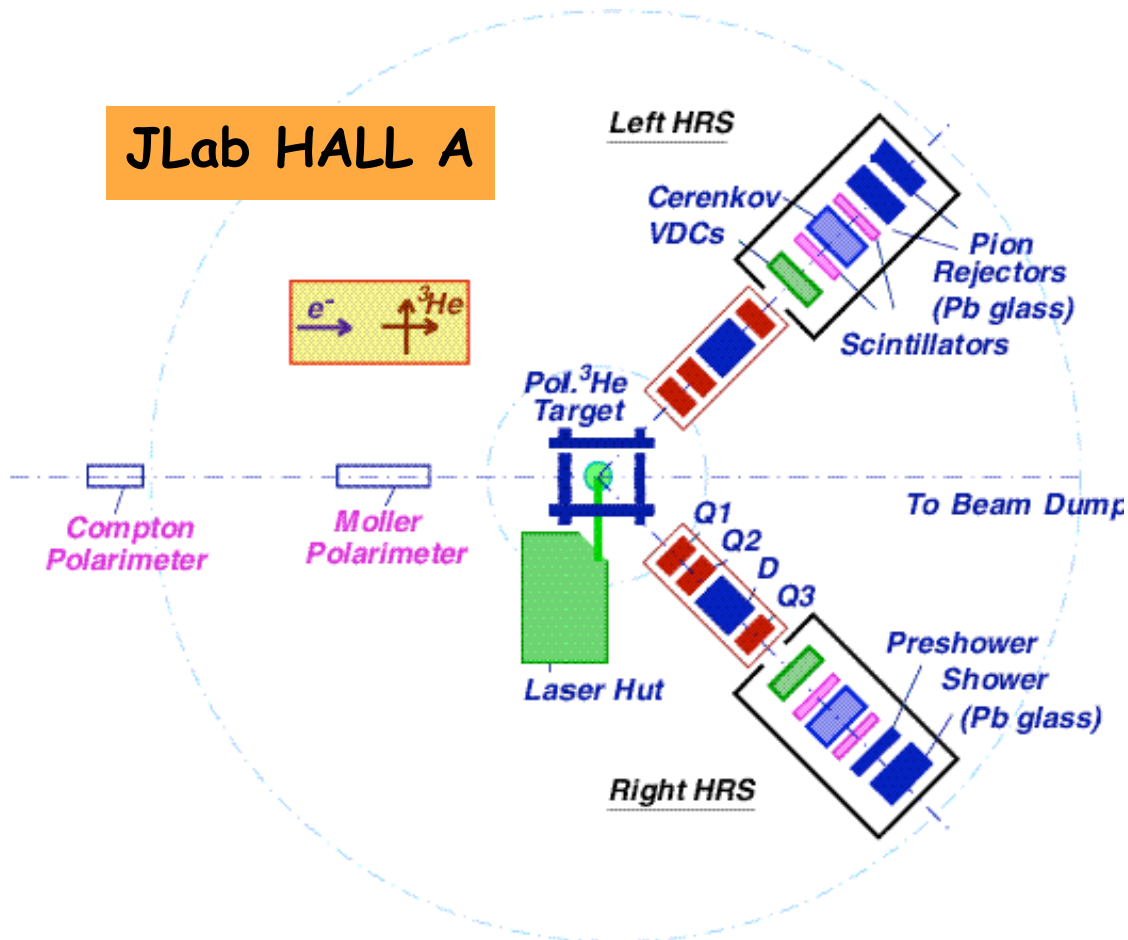 JLab HALL A
Left HRS
Cerenkov
VDCs
Pion
Rejectors
(Pb glass)
Scintillators
e⁻
³He
Pol.³He
Target
To Beam Dump
Compton
Polarimeter
Moller
Polarimeter
Q1
Q2
D
Q3
Laser Hut
Preshower
Shower
(Pb glass)
Right HRS